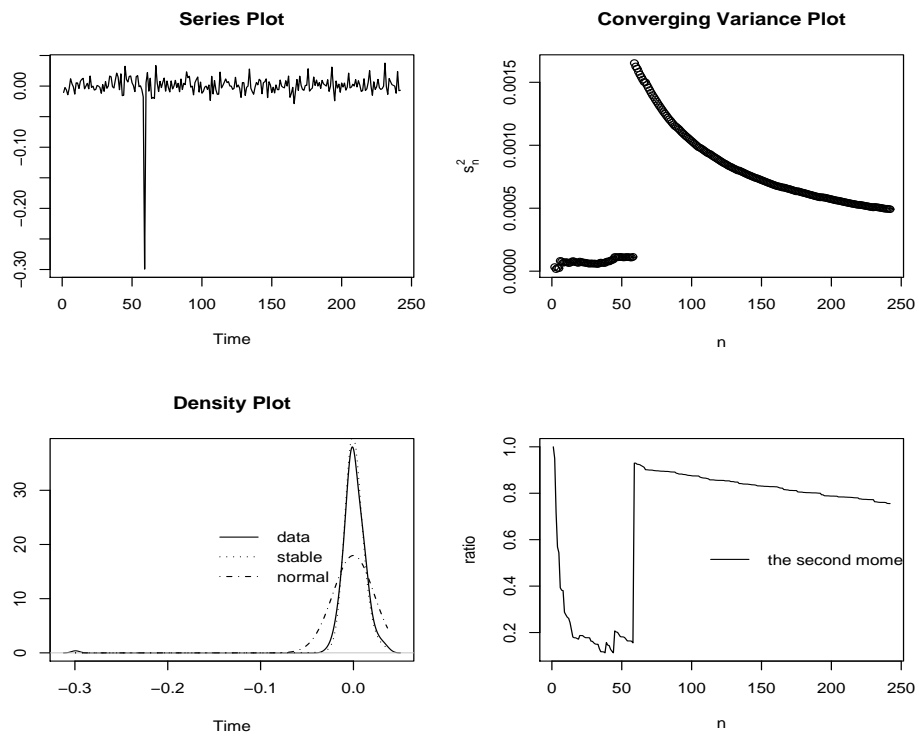 Series Plot
0.00
−0.10
−0.20
−0.30
0 50 100 150 200 250
Time
Converging Variance Plot
0.0015
0.0010
0.0005
0.0000
s²ₙ
0 50 100 150 200 250
n
Density Plot
30
20
10
0
data
stable
normal
−0.3 −0.2 −0.1 0.0
Time
1.0
0.8
0.6
0.4
0.2
ratio
the second mome
0 50 100 150 200 250
n